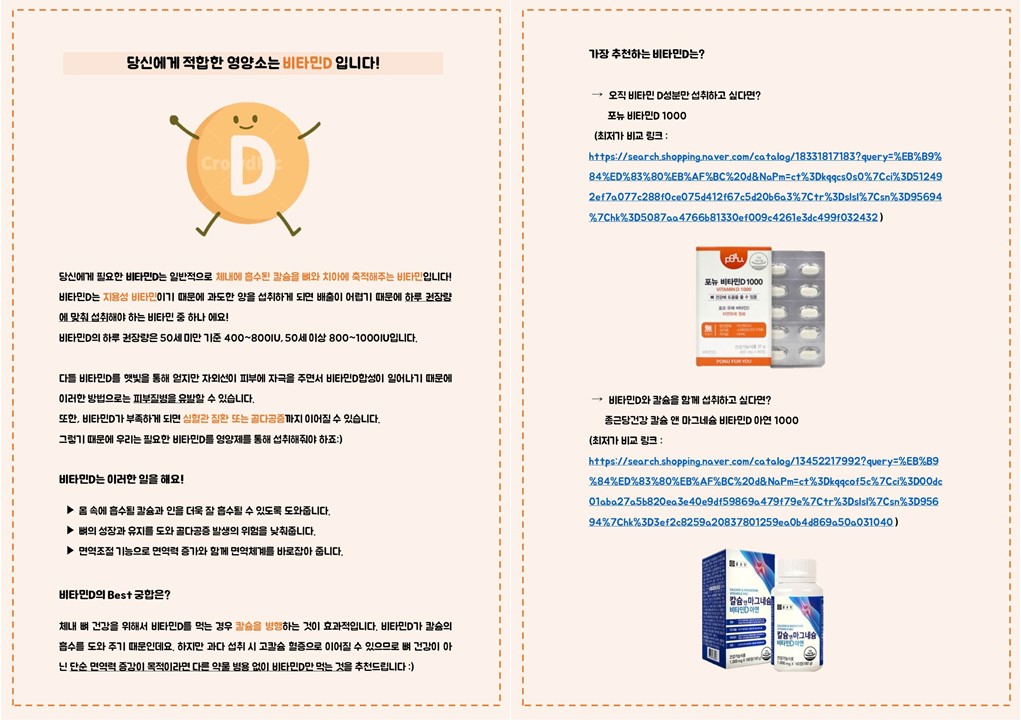 당신에게 적합한 영양소는 비타민D 입니다!
D
당신에게 필요한 비타민D는 일반적으로 체내에 흡수된 칼슘을 뼈와 치아에 축적해주는 비타민입니다!
비타민D는 지용성 비타민이기 때문에 과도한 양을 섭취하게 되면 배출이 어렵기 때문에 하루 권장량
에 맞춰 섭취해야 하는 비타민 중 하나 에요!
비타민D의 하루 권장량은 50세 미만 기준 400~800IU, 50세 이상 800~1000IU입니다.
다들 비타민D를 햇빛을 통해 얻지만 자외선이 피부에 자극을 주면서 비타민D합성이 일어나기 때문에
이러한 방법으로는 피부질병을 유발할 수 있습니다.
또한, 비타민D가 부족하게 되면 심혈관 질환 또는 골다공증까지 이어질 수 있습니다.
그렇기 때문에 우리는 필요한 비타민D를 영양제를 통해 섭취해줘야 하죠:)
비타민D는 이러한 일을 해요!
▶ 몸 속에 흡수될 칼슘과 인을 더욱 잘 흡수될 수 있도록 도와줍니다.
▶ 뼈의 성장과 유지를 도와 골다공증 발생의 위험을 낮춰줍니다.
▶ 면역조절 기능으로 면역력 증가와 함께 면역체계를 바로잡아 줍니다.
비타민D의 Best 궁합은?
체내 뼈 건강을 위해서 비타민D를 먹는 경우 칼슘을 병행하는 것이 효과적입니다. 비타민D가 칼슘의
흡수를 도와 주기 때문인데요. 하지만 과다 섭취 시 고칼슘 혈증으로 이어질 수 있으므로 뼈 건강이 아
닌 단순 면역력 증강이 목적이라면 다른 약물 병용 없이 비타민D만 먹는 것을 추천드립니다 :)
가장 추천하는 비타민D는?
→ 오직 비타민 D성분만 섭취하고 싶다면?
포뉴 비타민D 1000
(최저가 비교 링크 :
https://search.shopping.naver.com/catalog/18331817183?query=%EB%B9%
84%ED%83%80%EB%AF%BC%20d&NaPm=ct%3Dkqqcs0s0%7Cci%3D51249
2ef7a077c288f0ce075d412f67c5d20b6a3%7Ctr%3Dslsl%7Csn%3D95694
%7Chk%3D5087aa4766b81330ef009c4261e3dc499f032432 )
포뉴 비타민D 1000
VITAMIN D 1000
PONU FOR YOU
→ 비타민D와 칼슘을 함께 섭취하고 싶다면?
종근당건강 칼슘 앤 마그네슘 비타민D 아연 1000
(최저가 비교 링크 :
https://search.shopping.naver.com/catalog/13452217992?query=%EB%B9
%84%ED%83%80%EB%AF%BC%20d&NaPm=ct%3Dkqqcof5c%7Cci%3D00dc
01aba27a5b820ea3e40e9df59869a479f79e%7Ctr%3Dslsl%7Csn%3D956
94%7Chk%3D3ef2c8259a20837801259ea0b4d869a50a031040 )
칼슘앤마그네슘
비타민D 아연
칼슘앤마그네슘
비타민D 아연